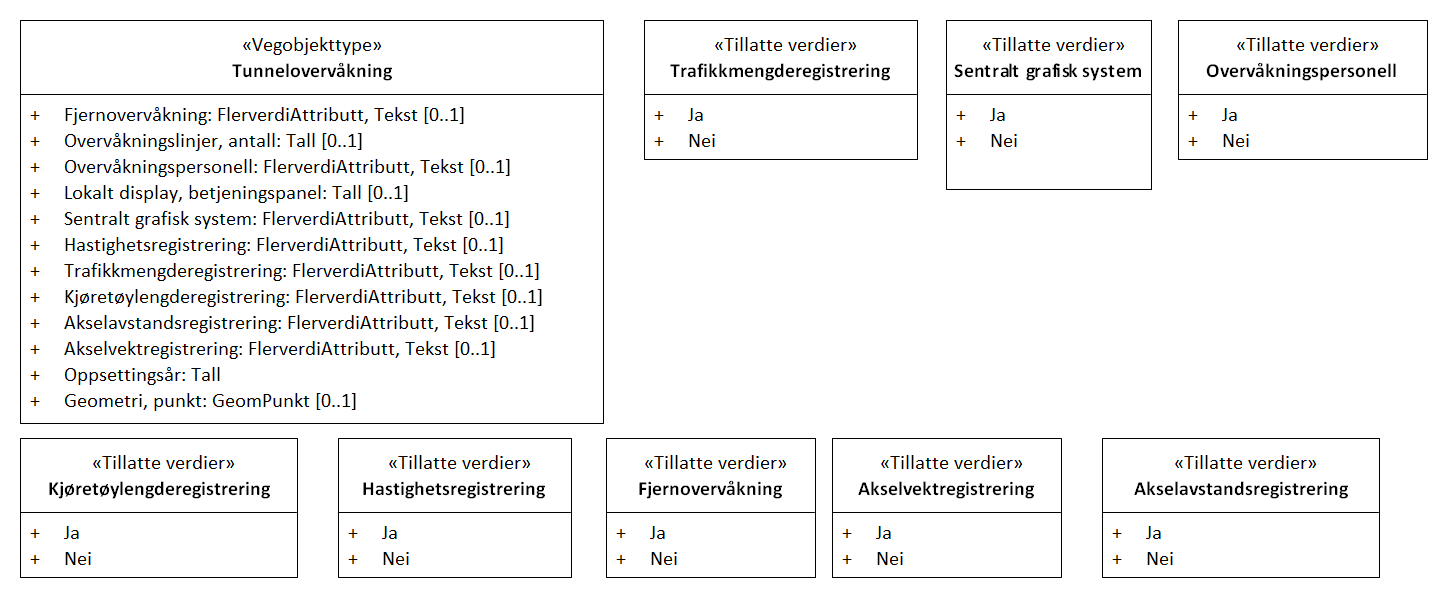 «Vegobjekttype»
Tunnelovervåkning
+ Fjernovervåkning: FlerverdiAttributt, Tekst [0..1]
+ Overvåkningslinjer, antall: Tall [0..1]
+ Overvåkningspersonell: FlerverdiAttributt, Tekst [0..1]
+ Lokalt display, betjeningspanel: Tall [0..1]
+ Sentralt grafisk system: FlerverdiAttributt, Tekst [0..1]
+ Hastighetsregistrering: FlerverdiAttributt, Tekst [0..1]
+ Trafikkmengderegistrering: FlerverdiAttributt, Tekst [0..1]
+ Kjøretøylengderegistrering: FlerverdiAttributt, Tekst [0..1]
+ Akselavstandsregistrering: FlerverdiAttributt, Tekst [0..1]
+ Akselvektregistrering: FlerverdiAttributt, Tekst [0..1]
+ Oppsettingsår: Tall
+ Geometri, punkt: GeomPunkt [0..1]
«Tillatte verdier»
Trafikkmengderegistrering
+ Ja
+ Nei
«Tillatte verdier»
Sentralt grafisk system
+ Ja
+ Nei
«Tillatte verdier»
Overvåkningspersonell
+ Ja
+ Nei
«Tillatte verdier»
Kjøretøylengderegistrering
+ Ja
+ Nei
«Tillatte verdier»
Hastighetsregistrering
+ Ja
+ Nei
«Tillatte verdier»
Fjernovervåkning
+ Ja
+ Nei
«Tillatte verdier»
Akselvektregistrering
+ Ja
+ Nei
«Tillatte verdier»
Akselavstandsregistrering
+ Ja
+ Nei